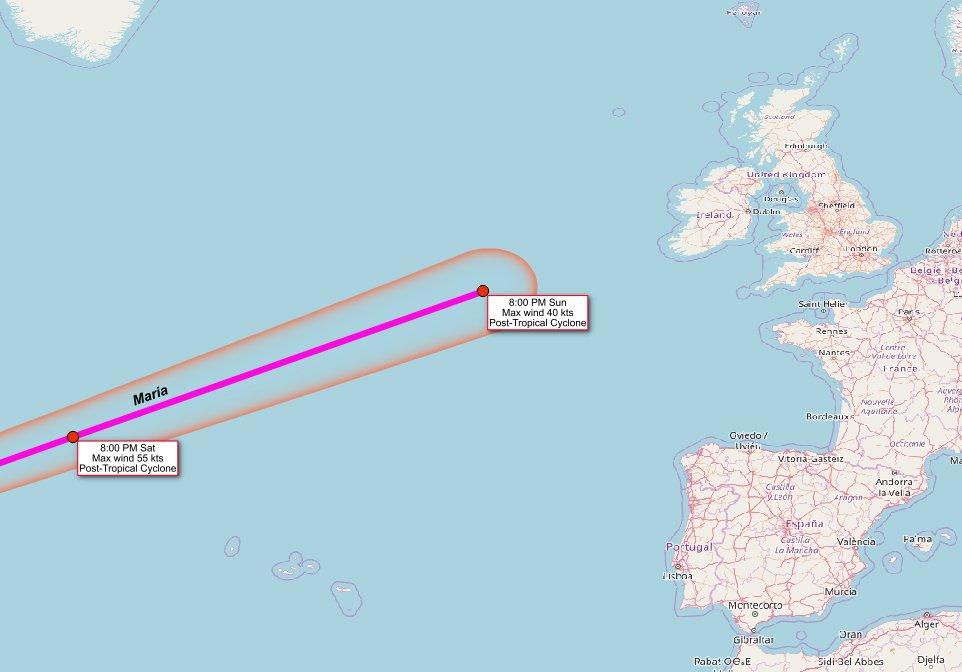 Føroyar
Scotland
Edinburgh
United Kingdom
Douglas
Ireland
Dublin
Sheffield
Wales
England
Cardiff
London
Rotterd
België
Saint Helier
Paris
Rennes
Nantes
Centre
Val de Loire
France
8:00 PM Sun
Max wind 40 kts
Post-Tropical Cyclone
Maria
Nouvelle
Aquitaine
Bordeaux
8:00 PM Sat
Max wind 55 kts
Post-Tropical Cyclone
Oviedo /
Uviéu
Occitanie
Vitoria-Gasteiz
Andorra
la Vella
Castilla
y León
Aragón
España
Castilla
La Mancha
València
Palma
Portugal
Lisboa
Murcia
Montecorto
Gibraltar
Oran
Alger
Sidi Bel Abbes
Djelfa